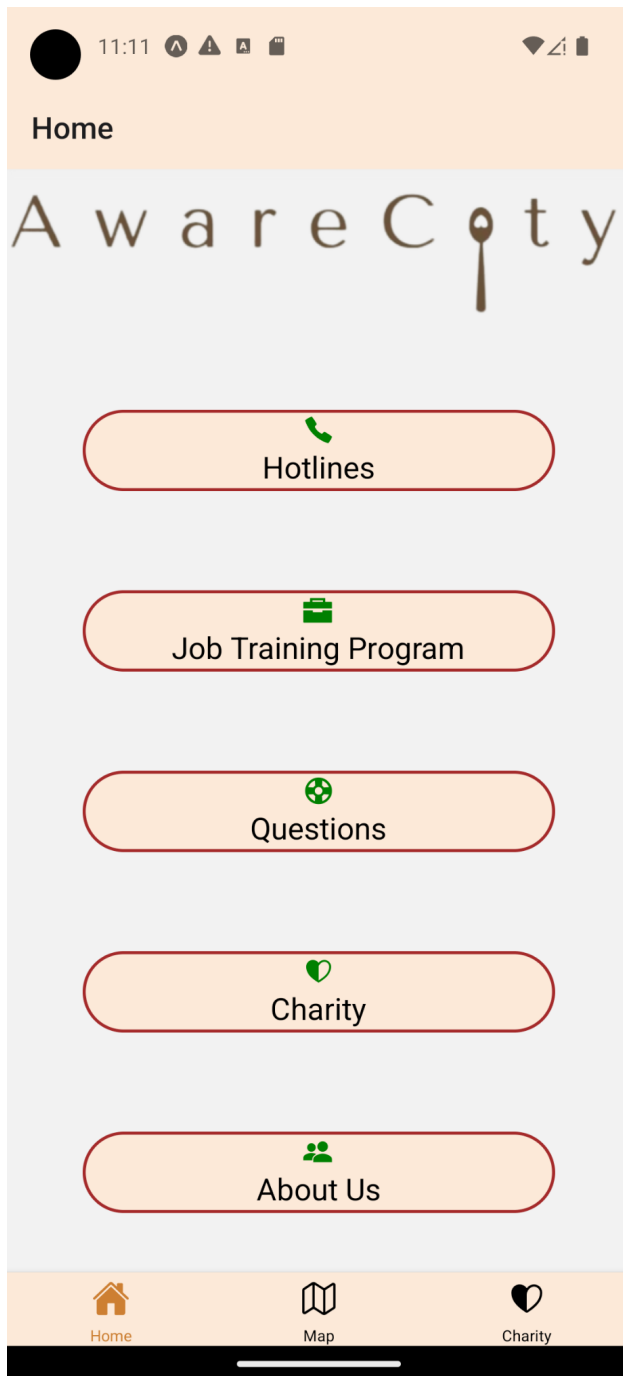 11:11
Home
AwareCity
Hotlines
Job Training Program
Questions
Charity
About Us
Home Map Charity